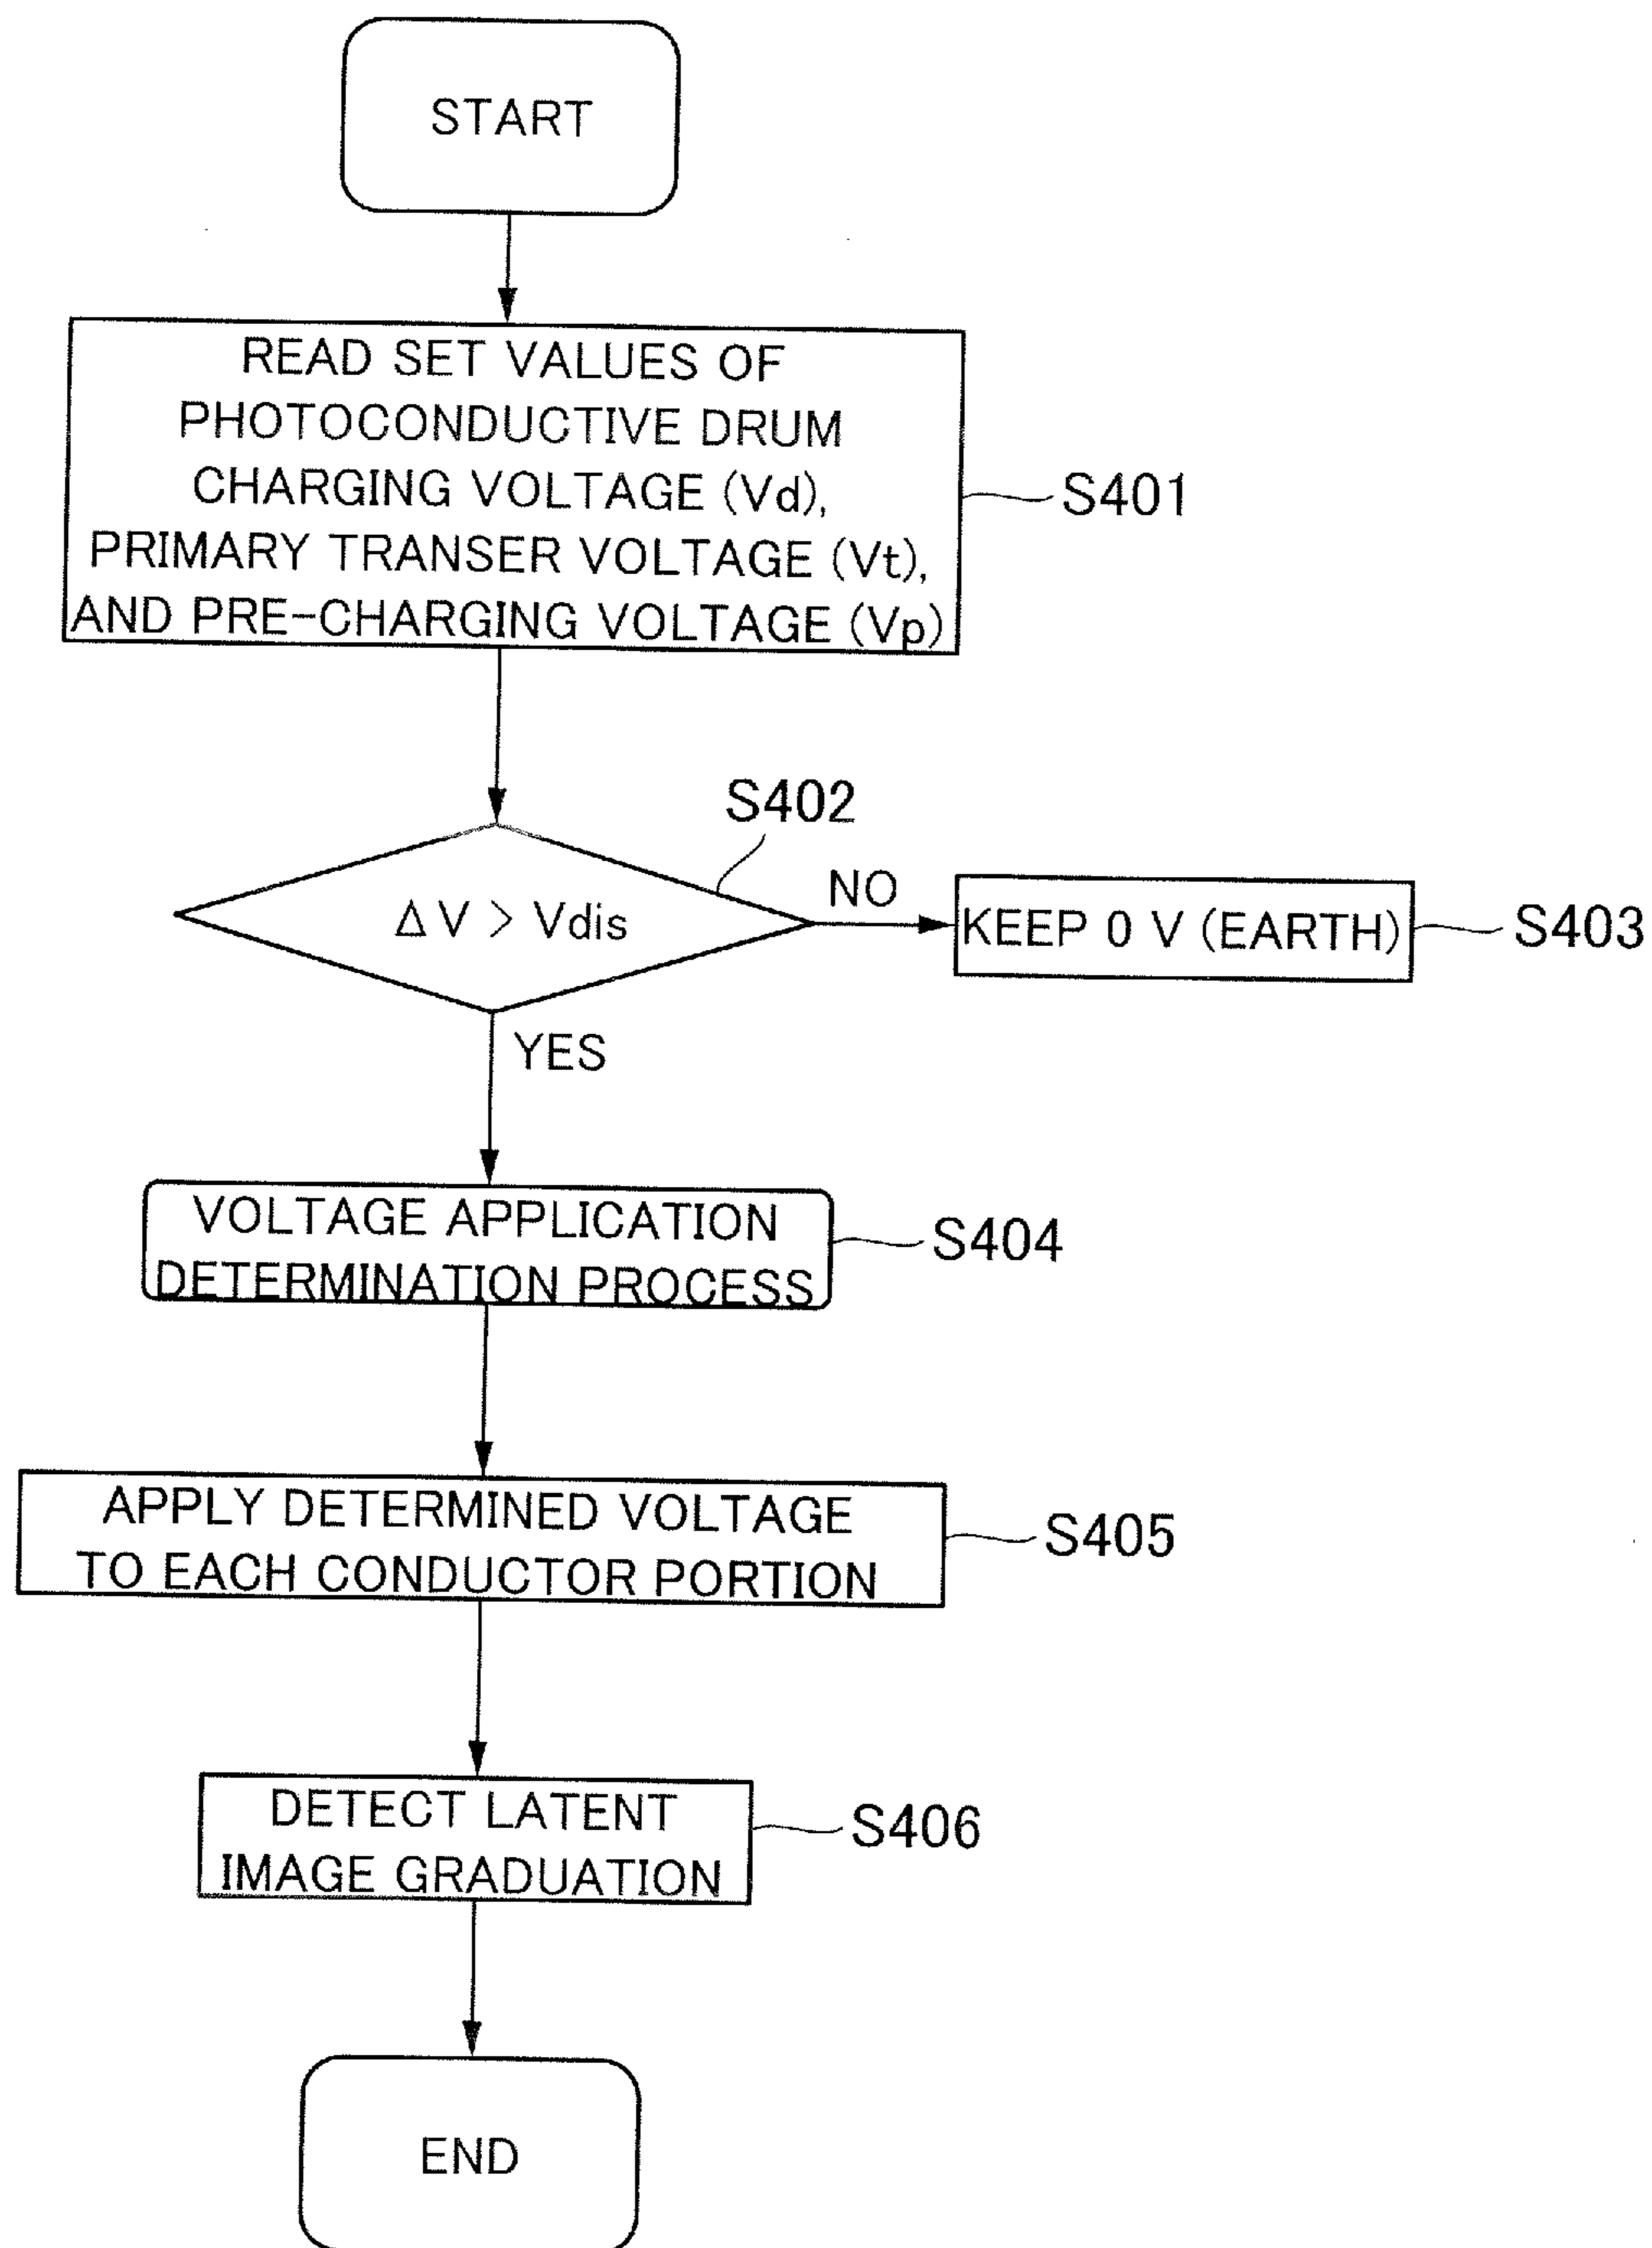 START
READ SET VALUES OF
PHOTOCONDUCTIVE DRUM
CHARGING VOLTAGE (Vd),
PRIMARY TRANSER VOLTAGE (Vt),
AND PRE-CHARGING VOLTAGE (Vp)
S401
S402
ΔV > Vdis
NO
KEEP 0 V (EARTH)
S403
YES
VOLTAGE APPLICATION
DETERMINATION PROCESS
S404
APPLY DETERMINED VOLTAGE
TO EACH CONDUCTOR PORTION
S405
DETECT LATENT
IMAGE GRADUATION
S406
END